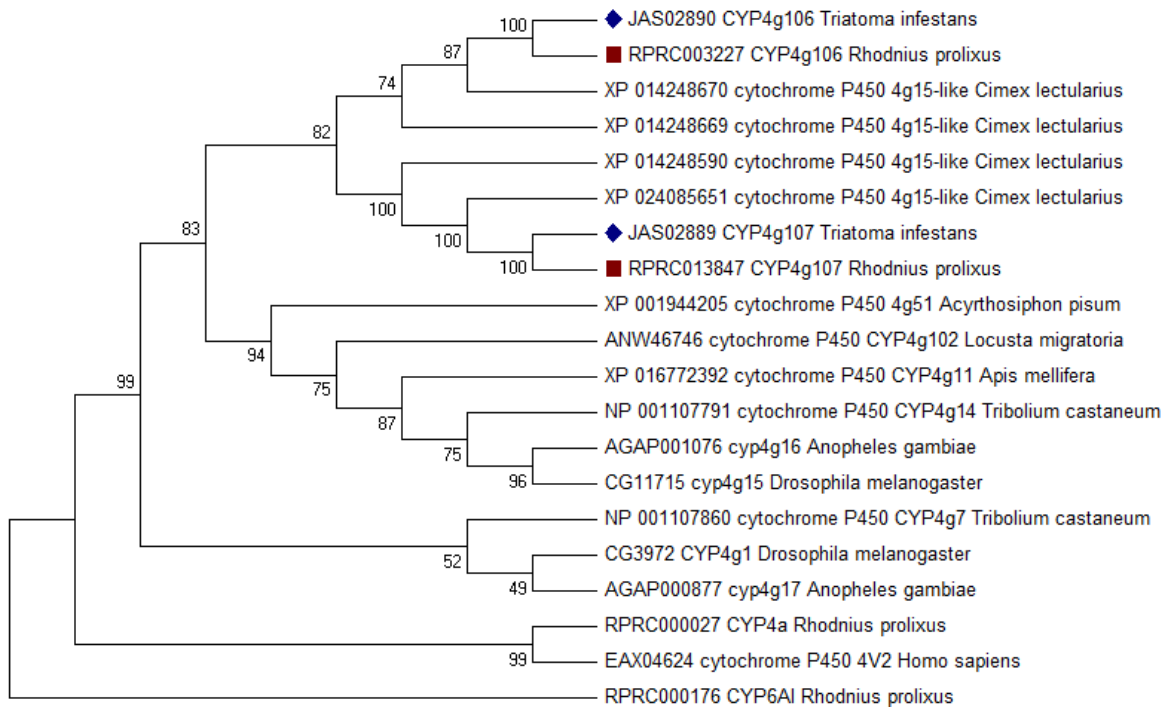 100
JAS02890 CYP4g106 Triatoma infestans
87
RPRC003227 CYP4g106 Rhodnius prolixus
74
XP 014248670 cytochrome P450 4g15-like Cimex lectularius
82
XP 014248669 cytochrome P450 4g15-like Cimex lectularius
XP 014248590 cytochrome P450 4g15-like Cimex lectularius
100
XP 024085651 cytochrome P450 4g15-like Cimex lectularius
83
100
JAS02889 CYP4g107 Triatoma infestans
100
RPRC013847 CYP4g107 Rhodnius prolixus
XP 001944205 cytochrome P450 4g51 Acyrthosiphon pisum
94
ANW46746 cytochrome P450 CYP4g102 Locusta migratoria
99
75
XP 016772392 cytochrome P450 CYP4g11 Apis mellifera
87
NP 001107791 cytochrome P450 CYP4g14 Tribolium castaneum
75
AGAP001076 cyp4g16 Anopheles gambiae
96
CG11715 cyp4g15 Drosophila melanogaster
NP 001107860 cytochrome P450 CYP4g7 Tribolium castaneum
52
CG3972 CYP4g1 Drosophila melanogaster
49
AGAP000877 cyp4g17 Anopheles gambiae
RPRC000027 CYP4a Rhodnius prolixus
99
EAX04624 cytochrome P450 4V2 Homo sapiens
RPRC000176 CYP6AI Rhodnius prolixus